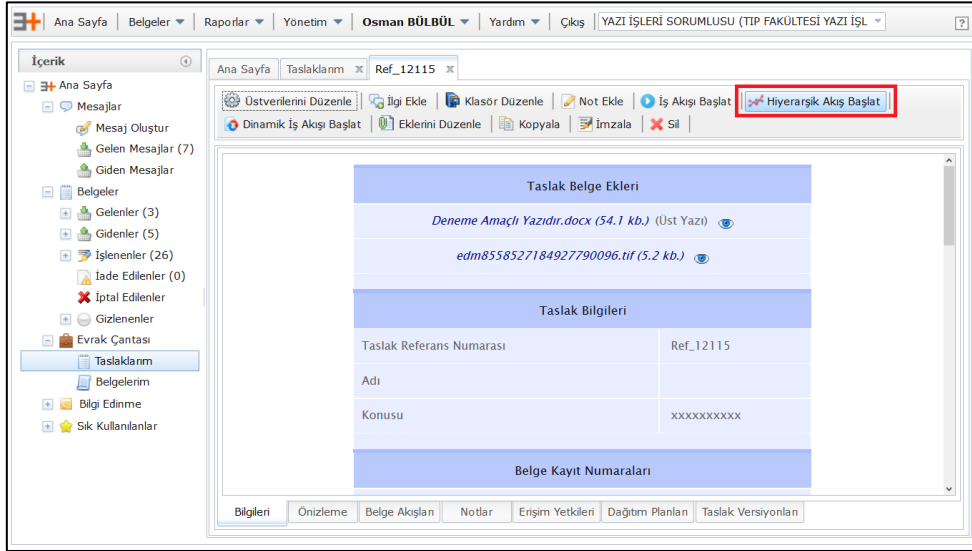 Ana Sayfa Belgeler Raporlar Yönetim Osman BÜLBÜL Yardım Çıkış YAZI İŞLERİ SORUMLUSU (TIP FAKÜLTESİ YAZI İŞL ?
İçerik
Ana Sayfa
Mesajlar
Mesaj Oluştur
Gelen Mesajlar (7)
Giden Mesajlar
Belgeler
Gelenler (3)
Gidenler (5)
İşlenenler (26)
İade Edilenler (0)
İptal Edilenler
Gizlenenler
Evrak Çantası
Taslaklarım
Belgelerim
Bilgi Edinme
Sık Kullanılanlar
Ana Sayfa Taslaklarım x Ref_12115 x
Üstverilerini Düzenle İlgi Ekle Klasör Düzenle Not Ekle İş Akışı Başlat Hiyerarşik Akış Başlat
Dinamik İş Akışı Başlat Eklerini Düzenle Kopyala İmzala Sil
Taslak Belge Ekleri
Deneme Amaçlı Yazıdır.docx (54.1 kb.) (Üst Yazı)
edm8558527184927790096.tif (5.2 kb.)
Taslak Bilgileri
Taslak Referans Numarası Ref_12115
Adı
Konusu xxxxxxxxxx
Belge Kayıt Numaraları
Bilgileri Önizleme Belge Akışları Notlar Erişim Yetkileri Dağıtım Planları Taslak Versiyonları